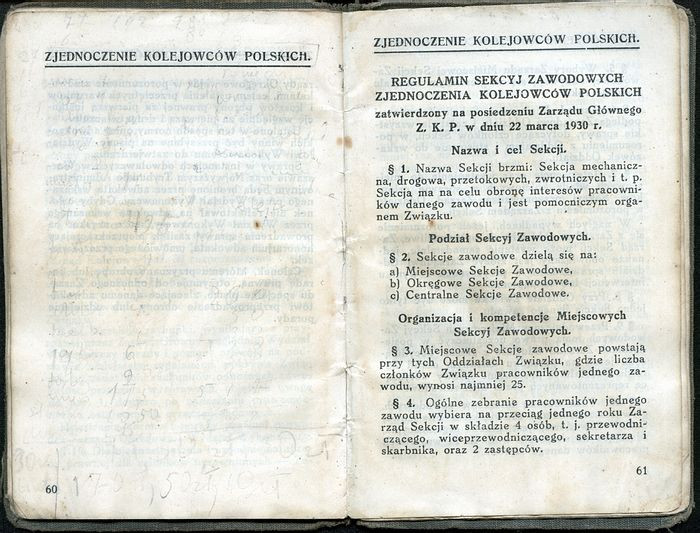 ZJEDNOCZENIE KOLEJOWCÓW POLSKICH.
60
ZJEDNOCZENIE KOLEJOWCÓW POLSKICH.
REGULAMIN SEKCYJ ZAWODOWYCH
ZJEDNOCZENIA KOLEJOWCÓW POLSKICH
zatwierdzony na posiedzeniu Zarządu Głównego
Z. K. P. w dniu 22 marca 1930 r.
Nazwa i cel Sekcji.
§ 1. Nazwa Sekcji brzmi: Sekcja mechanicz-
na, drogowa, przetokowych, zwrotniczych i t. p.
Sekcja ma na celu obronę interesów pracowni-
ków danego zawodu i jest pomocniczym orga-
nem Związku.
Podział Sekcyj Zawodowych.
§ 2. Sekcje zawodowe dzielą się na:
a) Miejscowe Sekcje Zawodowe,
b) Okręgowe Sekcje Zawodowe,
c) Centralne Sekcje Zawodowe.
Organizacja i kompetencje Miejscowych
Sekcyj Zawodowych.
§ 3. Miejscowe Sekcje zawodowe powstają
przy tych Oddziałach Związku, gdzie liczba
członków Związku pracowników jednego za-
wodu, wynosi najmniej 25.
§ 4. Ogólne zebranie pracowników jednego
zawodu wybiera na przeciąg jednego roku Za-
rząd Sekcji w składzie 4 osób, t. j. przewodni-
czącego, wiceprzewodniczącego, sekretarza i
skarbnika, oraz 2 zastępców.
61